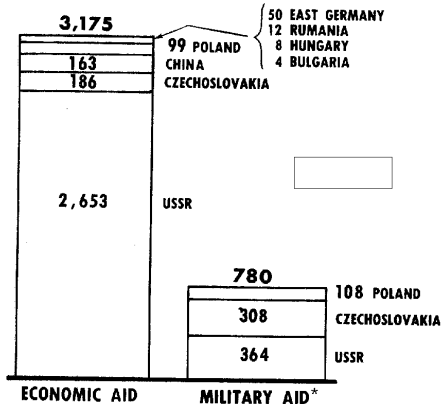 3,175
50 EAST GERMANY
12 RUMANIA
8 HUNGARY
4 BULGARIA
99 POLAND
163 CHINA
186 CZECHOSLOVAKIA
2,653 USSR
780
108 POLAND
308 CZECHOSLOVAKIA
364 USSR
ECONOMIC AID MILITARY AID*